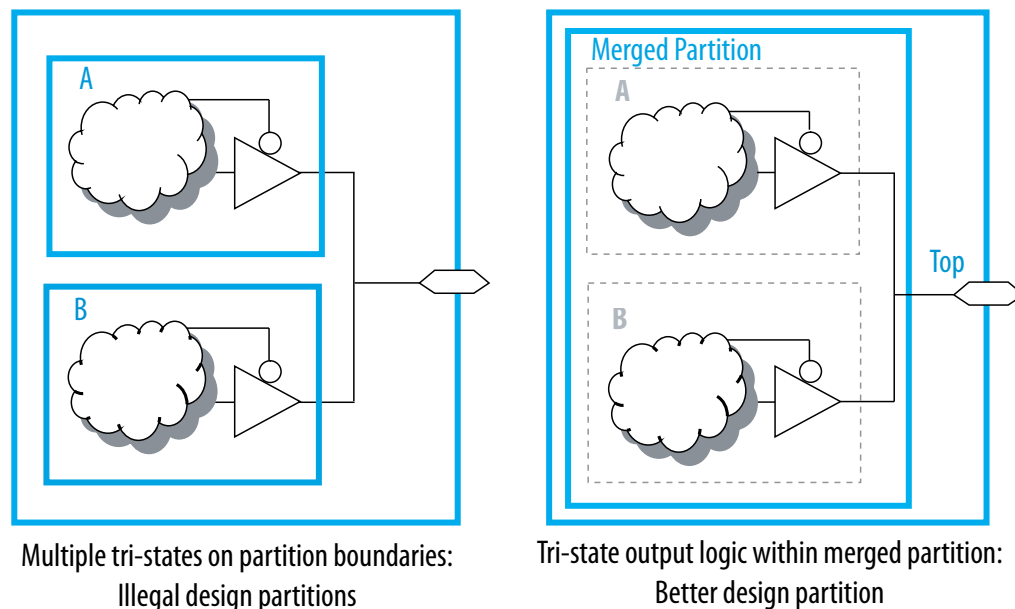 A
B
Multiple tri-states on partition boundaries:
Illegal design partitions
Merged Partition
A
B
Top
Tri-state output logic within merged partition:
Better design partition